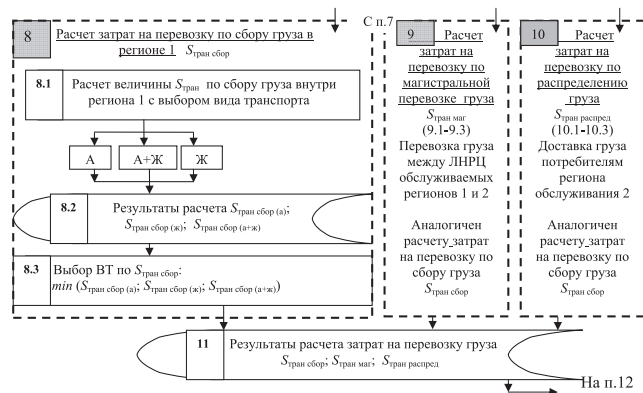 С п.7
8
Расчет затрат на перевозку по сбору груза в
регионе 1 Sтран сбор
8.1
Расчет величины Sтран по сбору груза внутри
региона 1 с выбором вида транспорта
А
А+Ж
Ж
8.2
Результаты расчета Sтран сбор (а);
Sтран сбор (ж); Sтран сбор (а+ж)
8.3
Выбор ВТ по Sтран сбор:
min (Sтран сбор (а); Sтран сбор (ж); Sтран сбор (а+ж))
9
Расчет
затрат на
перевозку по
магистральной
перевозке груза
Sтран маг
(9.1-9.3)
Перевозка груза
между ЛНРЦ
обслуживаемых
регионов 1 и 2
Аналогичен
расчету затрат
на перевозку по
сбору груза
Sтран сбор
10
Расчет
затрат на
перевозку по
распределению
груза
Sтран распред
(10.1-10.3)
Доставка груза
потребителям
региона
обслуживания 2
Аналогичен
расчету затрат
на перевозку по
сбору груза
Sтран сбор
11
Результаты расчета затрат на перевозку груза
Sтран сбор; Sтран маг; Sтран распред
На п.12